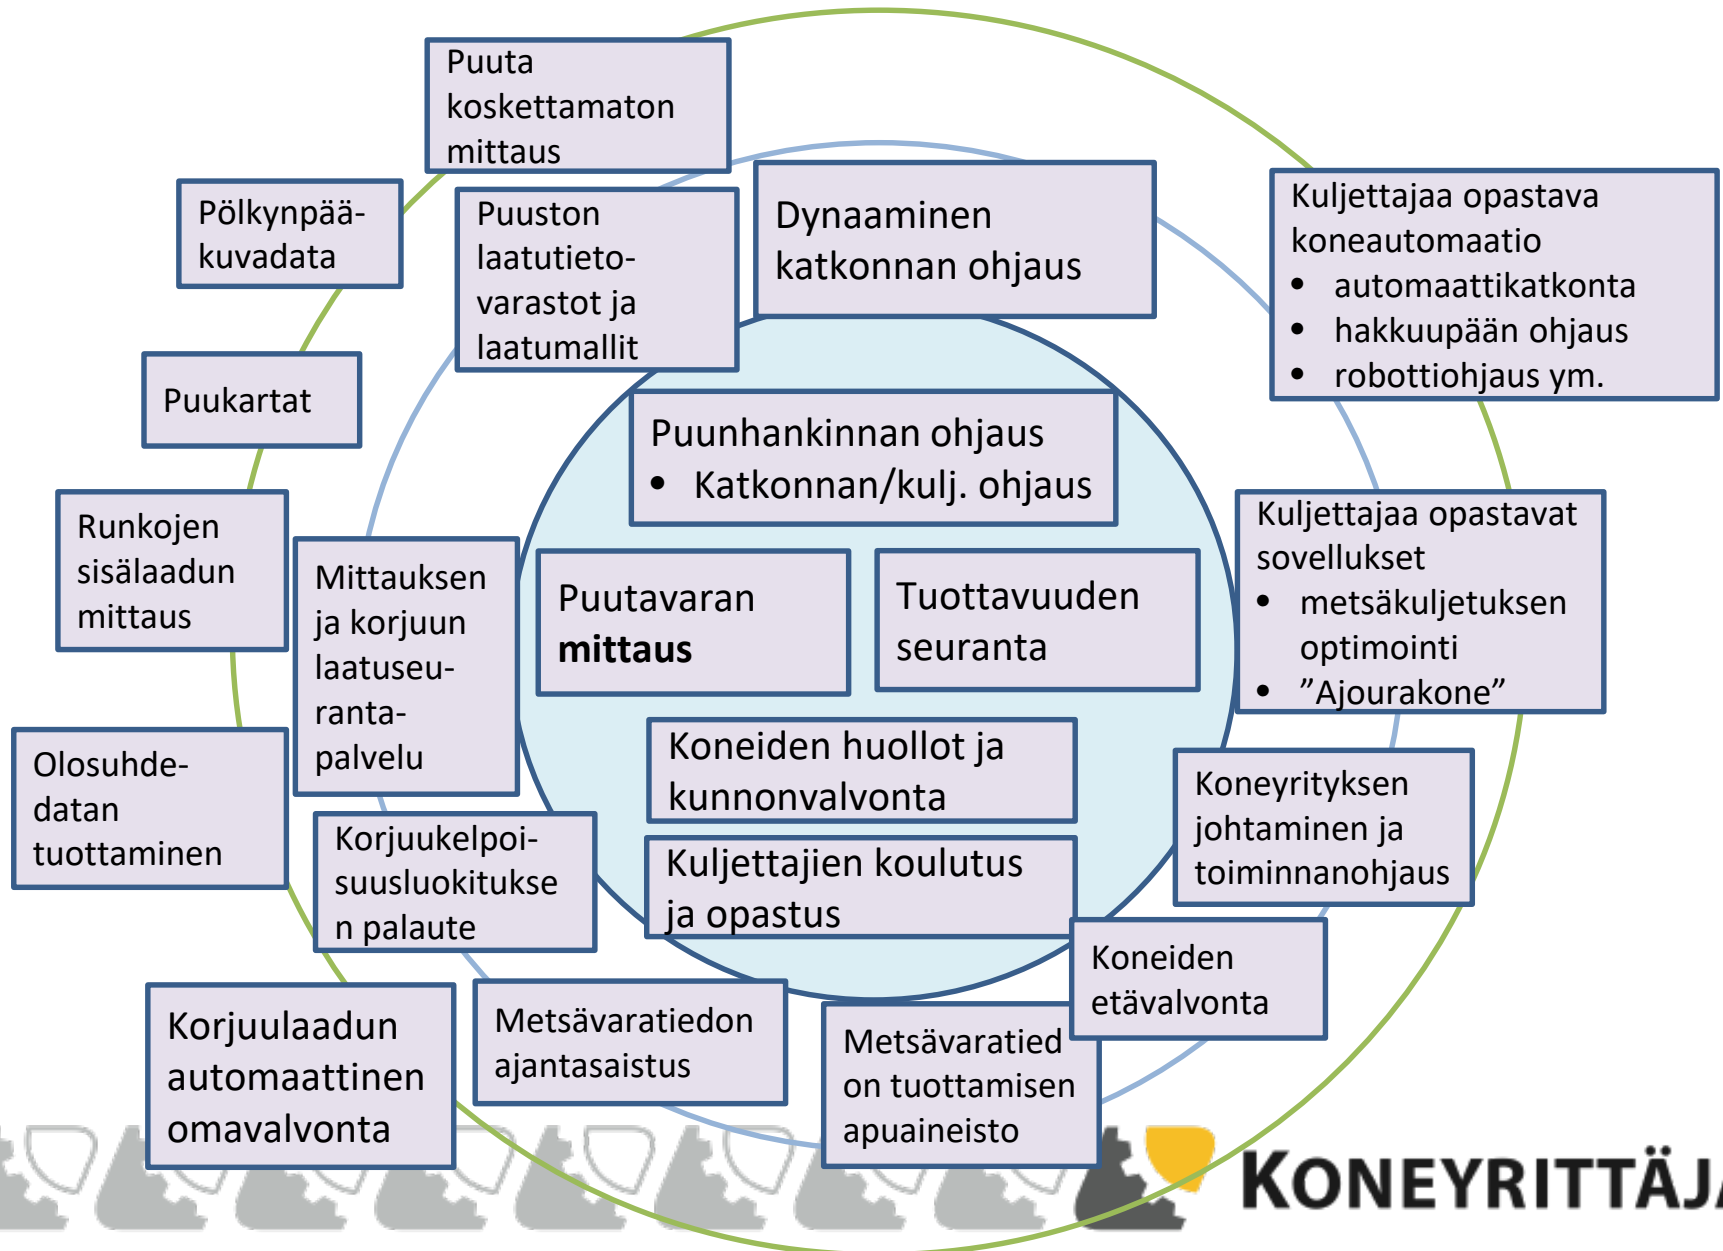 Puuta
koskettamaton
mittaus
Pölkynpää-
kuvadata
Puuston
laatutieto-
varastot ja
laatumallit
Dynaaminen
katkonnan ohjaus
Kuljettajaa opastava
koneautomaatio
• automaattikatkonta
• hakkuupään ohjaus
• robottiohjaus ym.
Puukartat
Puunhankinnan ohjaus
• Katkonnan/kulj. ohjaus
Runkojen
sisälaadun
mittaus
Mittauksen
ja korjuun
laatuseu-
ranta-
palvelu
Puutavaran
mittaus
Tuottavuuden
seuranta
Kuljettajaa opastavat
sovellukset
• metsäkuljetuksen
optimointi
• ”Ajourakone”
Olosuhde-
datan
tuottaminen
Koneiden huollot ja
kunnonvalvonta
Koneyrityksen
johtaminen ja
toiminnanohjaus
Korjuukelpoi-
suusluokitukse
n palaute
Kuljettajien koulutus
ja opastus
Koneiden
etävalvonta
Korjuulaadun
automaattinen
omavalvonta
Metsävaratiedon
ajantasaistus
Metsävaratied
on tuottamisen
apuaineisto
KONEYRITTÄJÄ